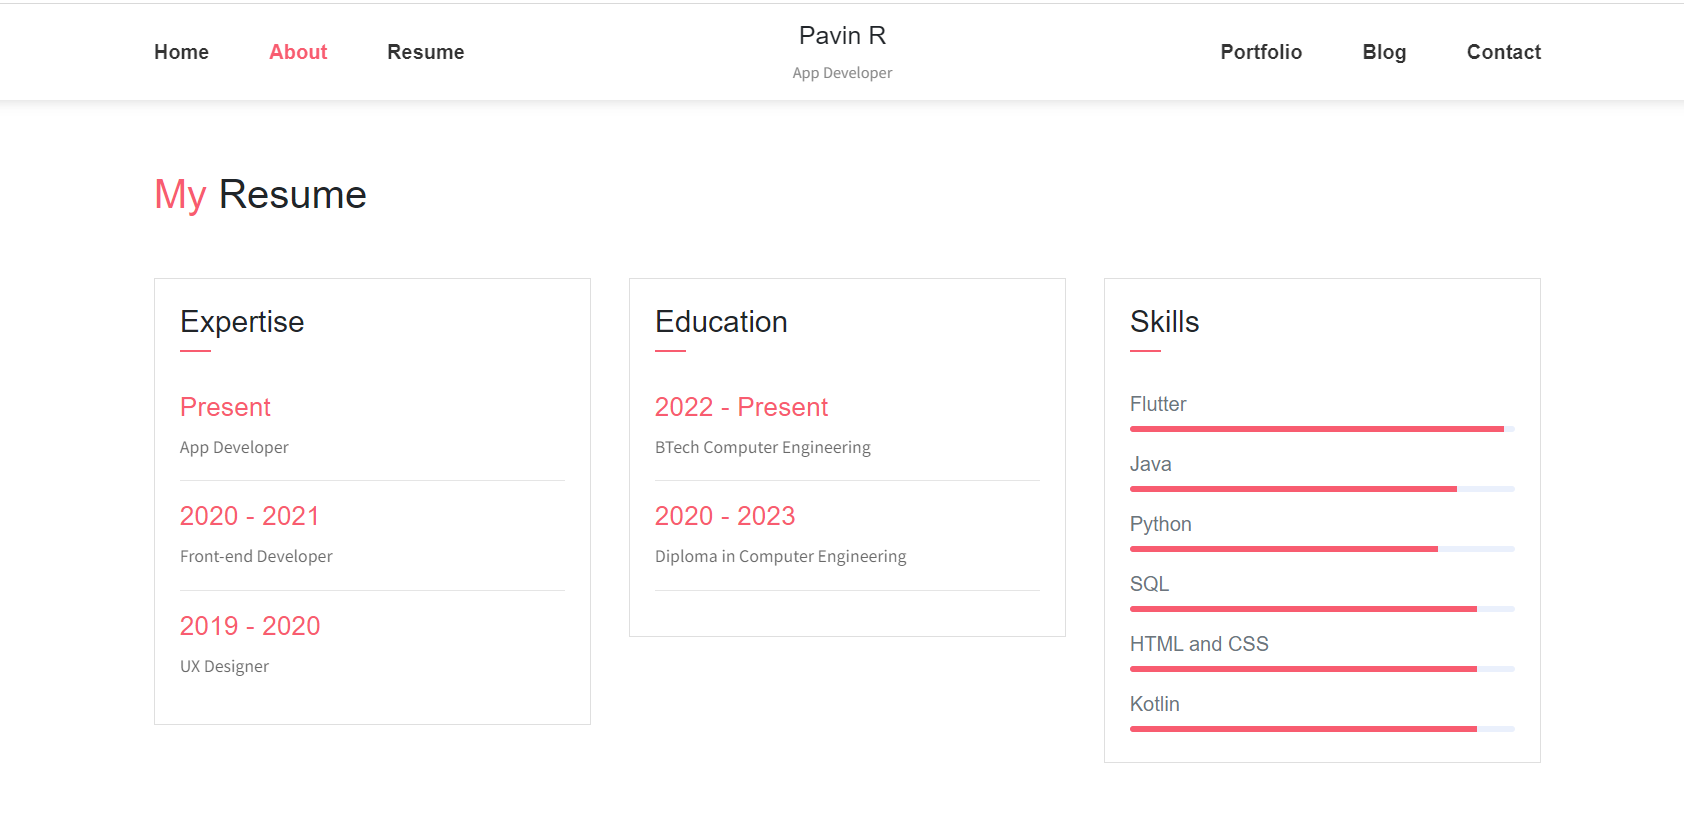 Home About Resume
Pavin R
App Developer
Portfolio Blog Contact
My Resume
Expertise
Present
App Developer
2020 - 2021
Front-end Developer
2019 - 2020
UX Designer
Education
2022 - Present
BTech Computer Engineering
2020 - 2023
Diploma in Computer Engineering
Skills
Flutter
Java
Python
SQL
HTML and CSS
Kotlin